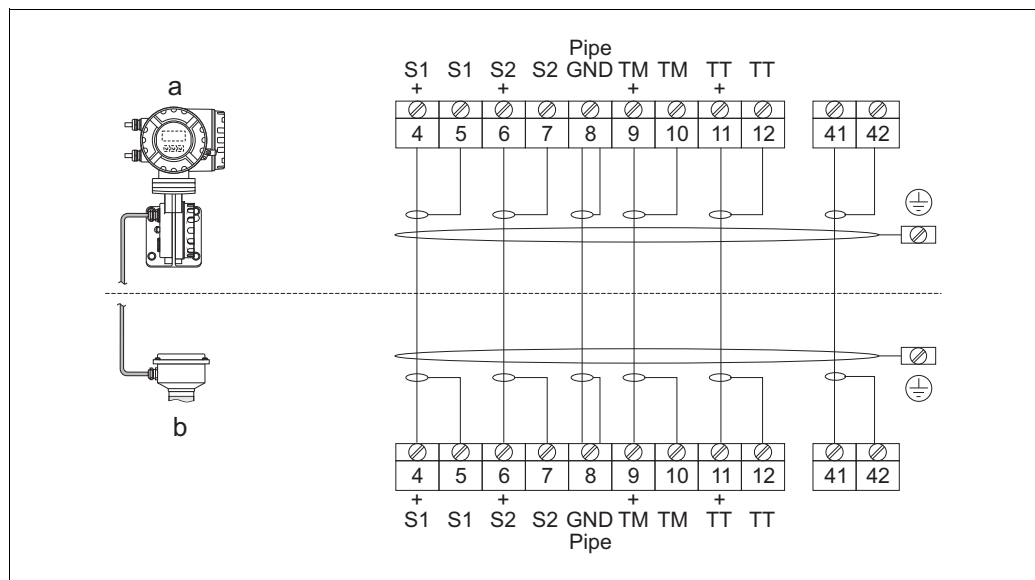 Pipe
S1 S1 S2 S2 GND TM TM TT TT
+ + + +
4 5 6 7 8 9 10 11 12 41 42
a
b
4 5 6 7 8 9 10 11 12 41 42
+ + + +
S1 S1 S2 S2 GND TM TM TT TT
Pipe